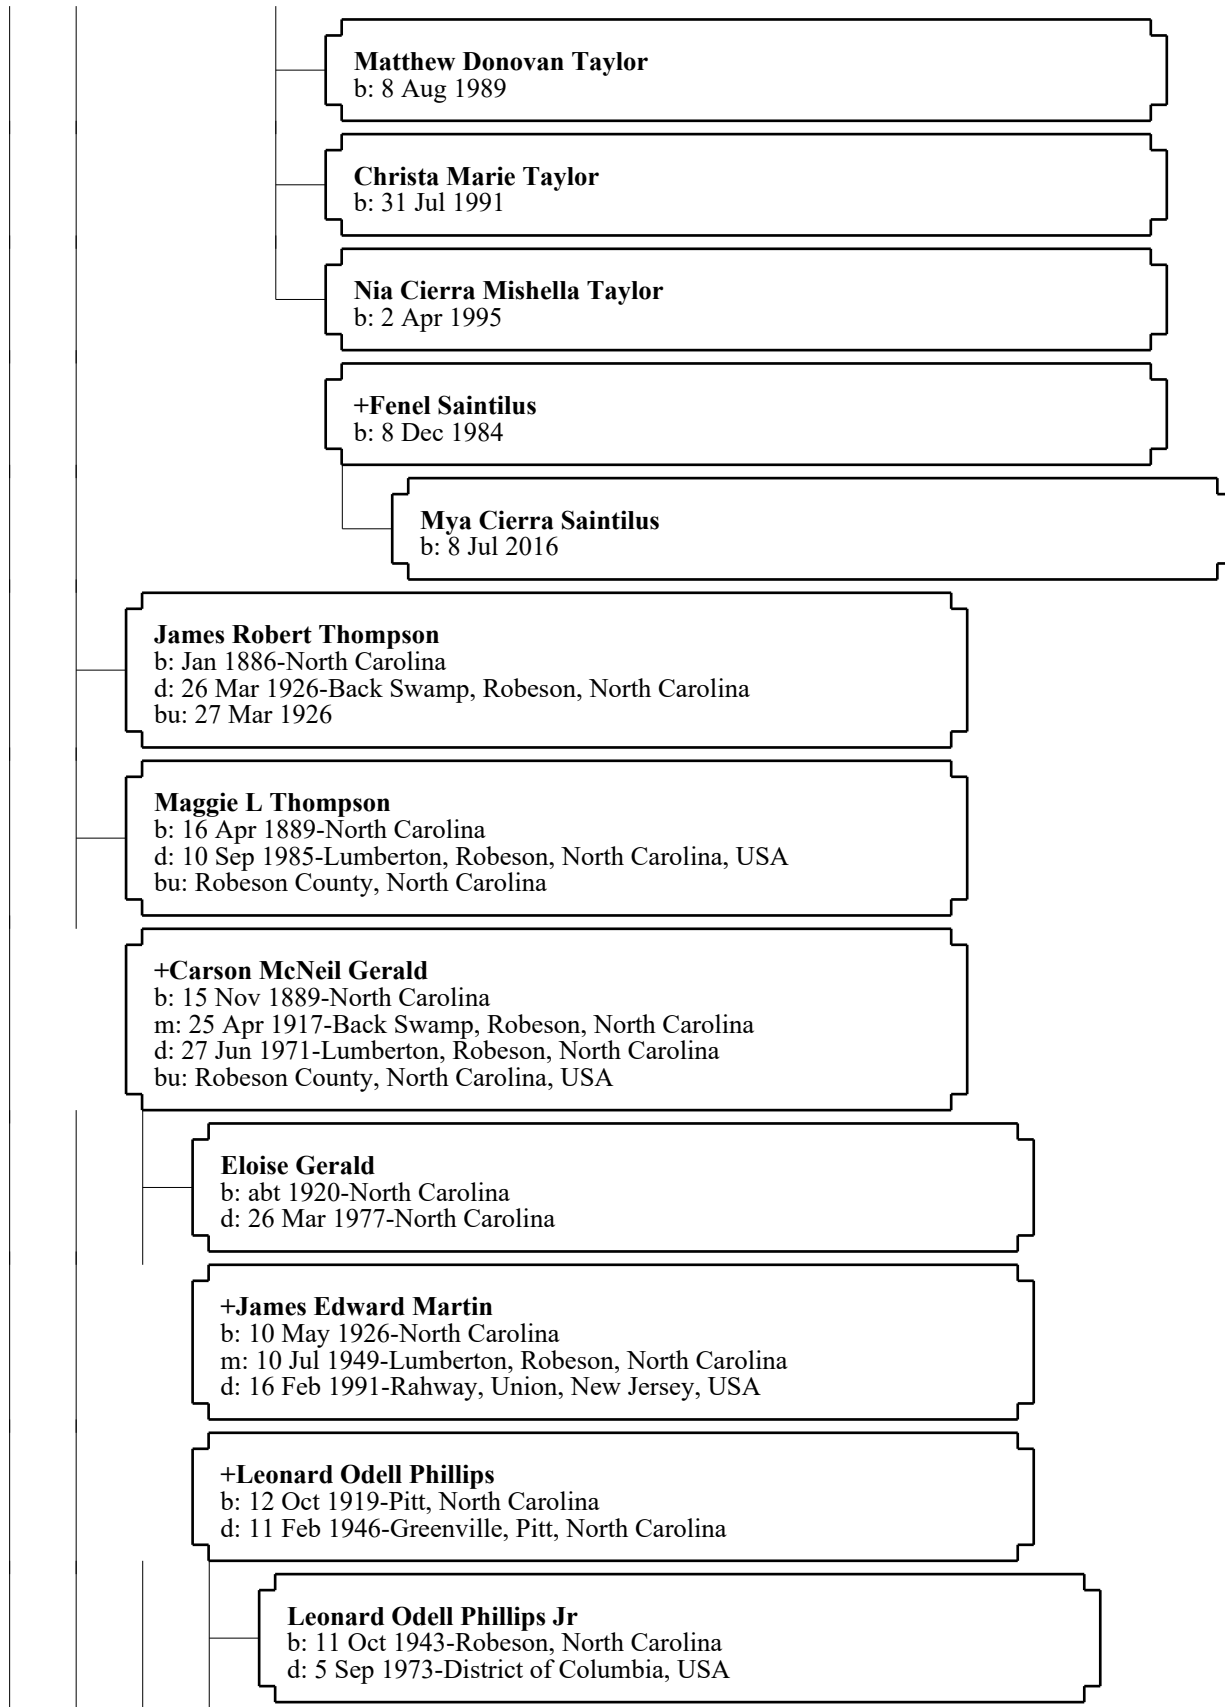 Matthew Donovan Taylor
b: 8 Aug 1989
Christa Marie Taylor
b: 31 Jul 1991
Nia Cierra Mishella Taylor
b: 2 Apr 1995
+Fenel Saintilus
b: 8 Dec 1984
Mya Cierra Saintilus
b: 8 Jul 2016
James Robert Thompson
b: Jan 1886-North Carolina
d: 26 Mar 1926-Back Swamp, Robeson, North Carolina
bu: 27 Mar 1926
Maggie L Thompson
b: 16 Apr 1889-North Carolina
d: 10 Sep 1985-Lumberton, Robeson, North Carolina, USA
bu: Robeson County, North Carolina
+Carson McNeil Gerald
b: 15 Nov 1889-North Carolina
m: 25 Apr 1917-Back Swamp, Robeson, North Carolina
d: 27 Jun 1971-Lumberton, Robeson, North Carolina
bu: Robeson County, North Carolina, USA
Eloise Gerald
b: abt 1920-North Carolina
d: 26 Mar 1977-North Carolina
+James Edward Martin
b: 10 May 1926-North Carolina
m: 10 Jul 1949-Lumberton, Robeson, North Carolina
d: 16 Feb 1991-Rahway, Union, New Jersey, USA
+Leonard Odell Phillips
b: 12 Oct 1919-Pitt, North Carolina
d: 11 Feb 1946-Greenville, Pitt, North Carolina
Leonard Odell Phillips Jr
b: 11 Oct 1943-Robeson, North Carolina
d: 5 Sep 1973-District of Columbia, USA